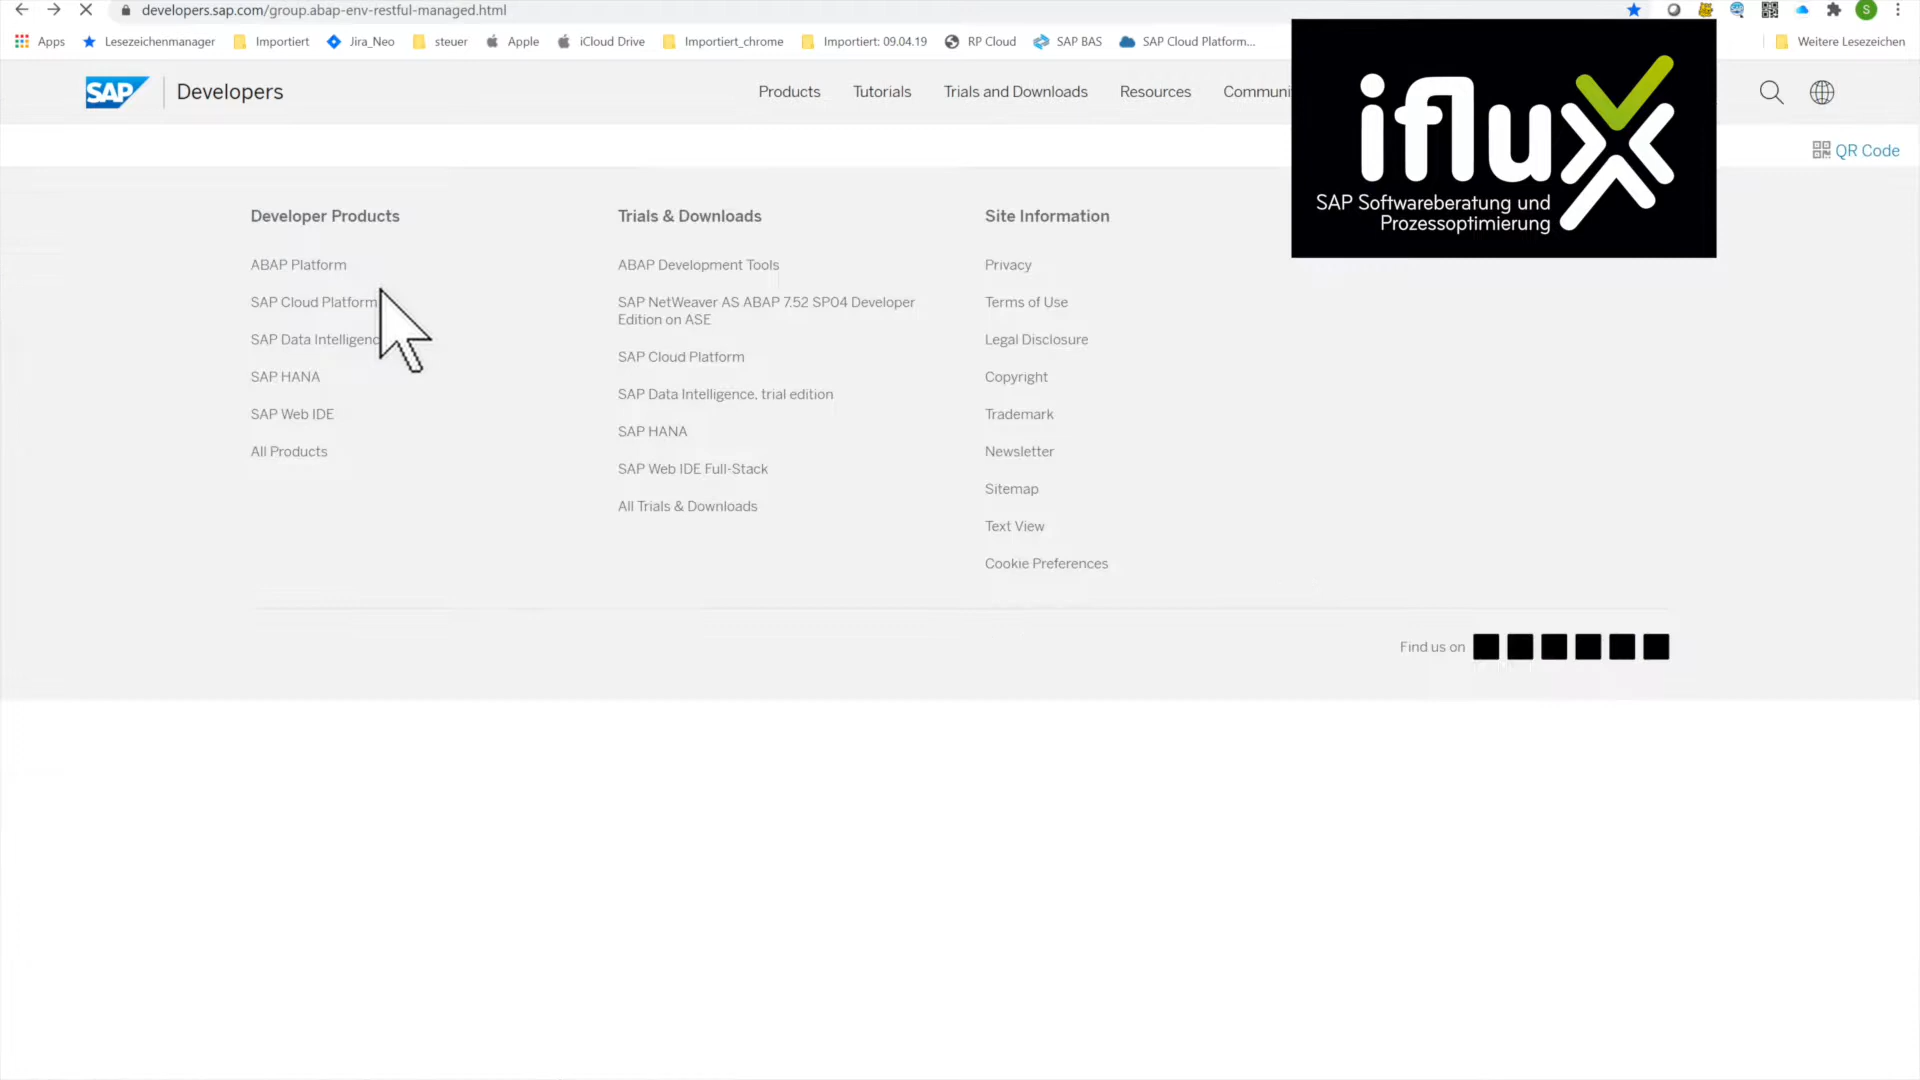 developers.sap.com/group.abap-env-restful-managed.html
S
Apps Lesezeichenmanager Importiert Jira_Neo steuer Apple iCloud Drive Importiert_chrome Importiert: 09.04.19 RP Cloud SAP BAS SAP Cloud Platform... Weitere Lesezeichen
SAP Developers Products Tutorials Trials and Downloads Resources Communi
iflux
SAP Softwareberatung und
Prozessoptimierung
QR Code
Developer Products
ABAP Platform
SAP Cloud Platform
SAP Data Intelligenc
SAP HANA
SAP Web IDE
All Products
Trials & Downloads
ABAP Development Tools
SAP NetWeaver AS ABAP 7.52 SP04 Developer
Edition on ASE
SAP Cloud Platform
SAP Data Intelligence, trial edition
SAP HANA
SAP Web IDE Full-Stack
All Trials & Downloads
Site Information
Privacy
Terms of Use
Legal Disclosure
Copyright
Trademark
Newsletter
Sitemap
Text View
Cookie Preferences
Find us on